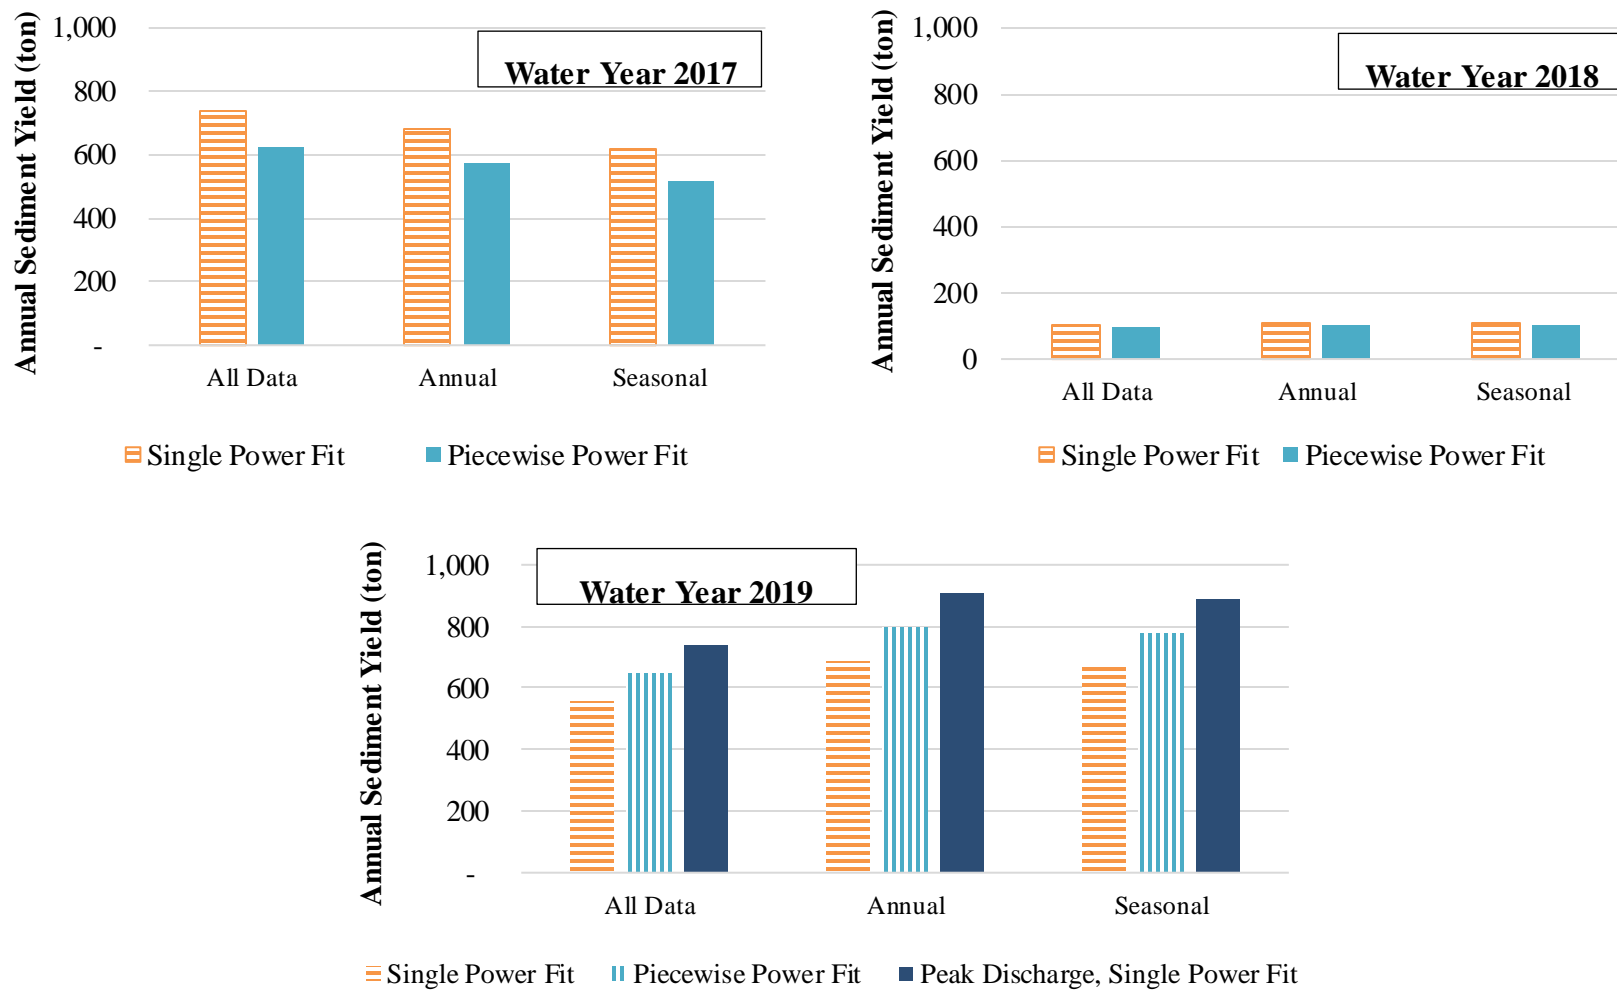 Annual Sediment Yield (ton)
1,000
800
600
400
200
-
Water Year 2017
All Data Annual Seasonal
Single Power Fit Piecewise Power Fit
Annual Sediment Yield (ton)
1,000
800
600
400
200
0
Water Year 2018
All Data Annual Seasonal
Single Power Fit Piecewise Power Fit
Annual Sediment Yield (ton)
1,000
800
600
400
200
-
Water Year 2019
All Data Annual Seasonal
Single Power Fit Piecewise Power Fit Peak Discharge, Single Power Fit